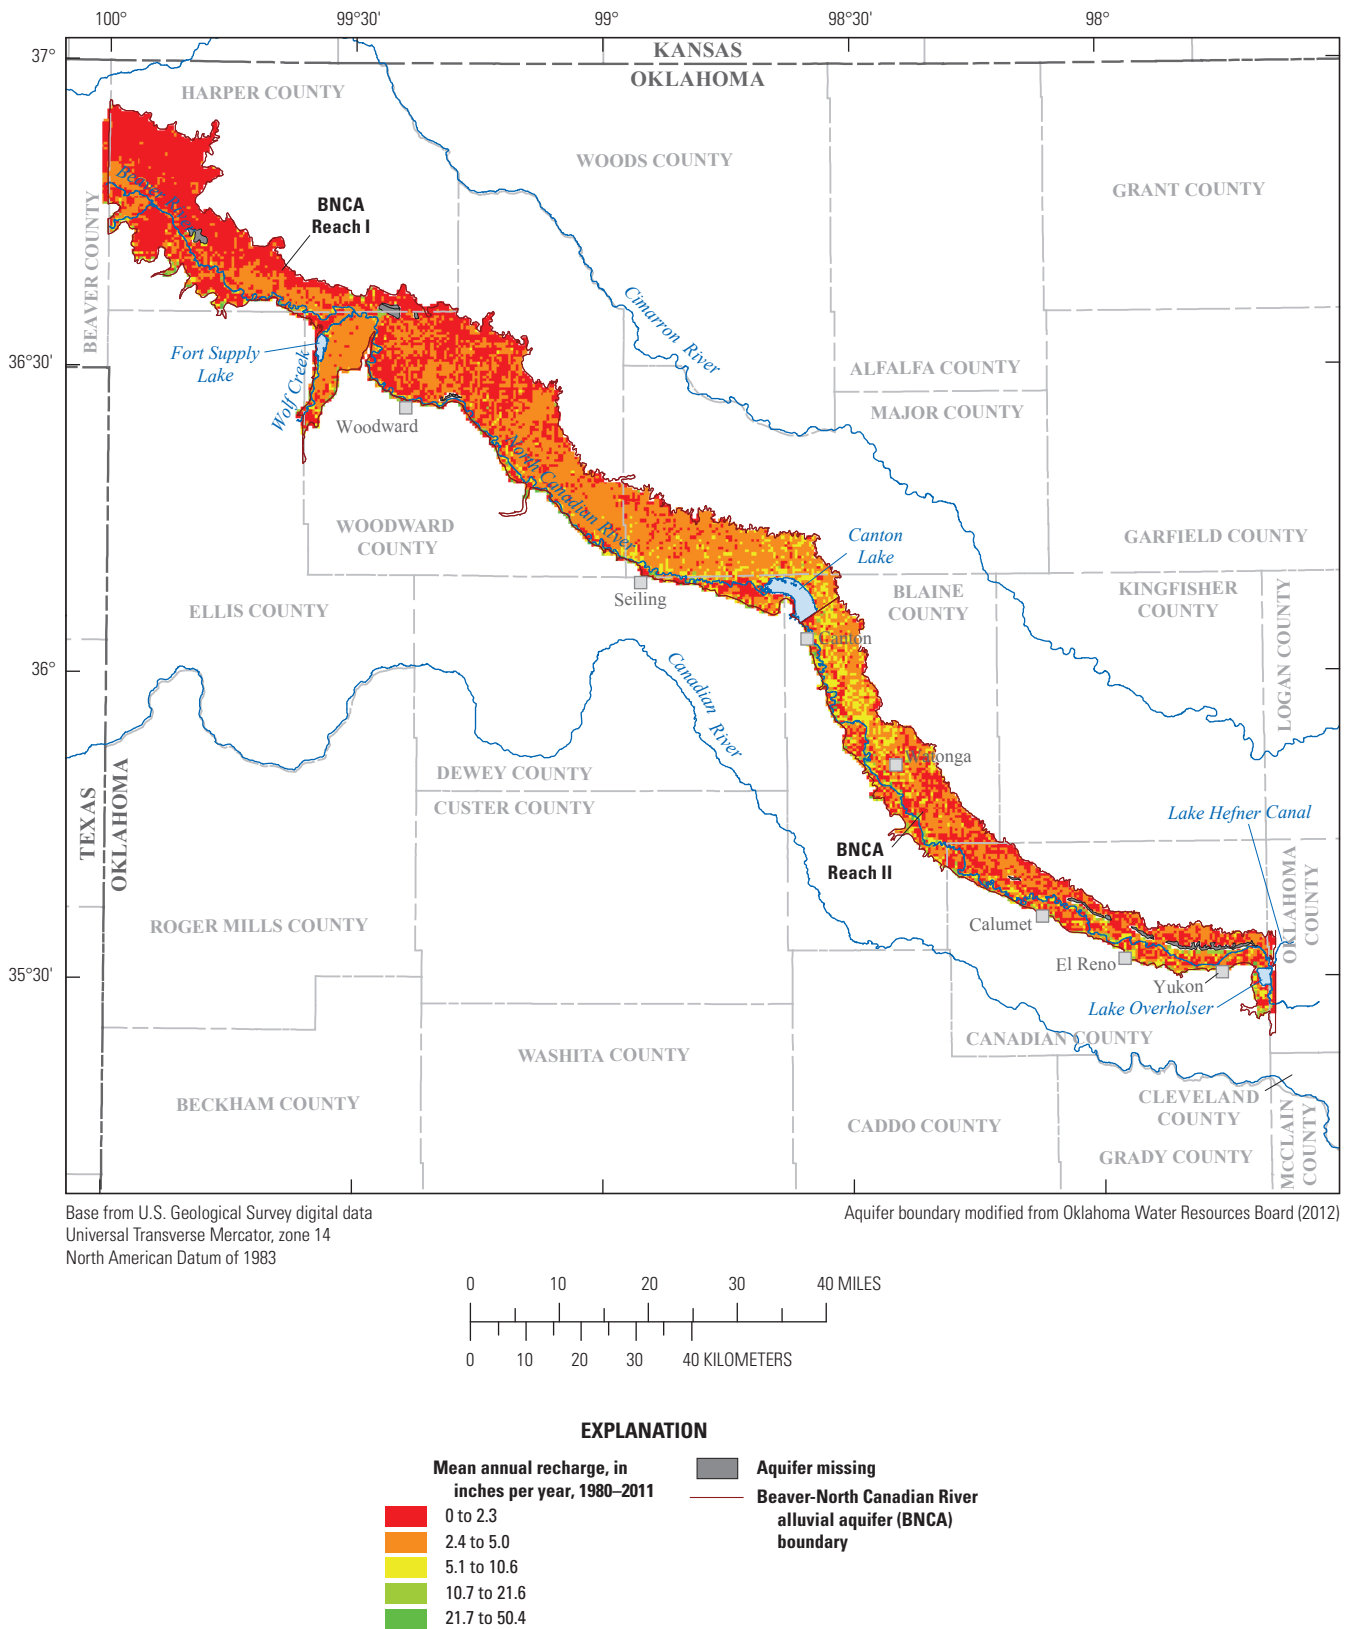 100°
99°30'
99°
98°30'
98°
37°
36°30'
36°
35°30'
KANSAS
OKLAHOMA
HARPER COUNTY
WOODS COUNTY
GRANT COUNTY
BEAVER COUNTY
Beaver River
BNCA
Reach I
Cimarron River
Fort Supply
Lake
Wolf Creek
Woodward
ALFALFA COUNTY
MAJOR COUNTY
North Canadian River
WOODWARD
COUNTY
Canton
Lake
GARFIELD COUNTY
Seiling
BLAINE
COUNTY
KINGFISHER
COUNTY
LOGAN COUNTY
ELLIS COUNTY
Canton
Canadian
River
DEWEY COUNTY
CUSTER COUNTY
Watonga
TEXAS
OKLAHOMA
Lake Hefner Canal
BNCA
Reach II
OKLAHOMA
COUNTY
ROGER MILLS COUNTY
Calumet
El Reno
Yukon
Lake Overholser
CANADIAN COUNTY
WASHITA COUNTY
BECKHAM COUNTY
CADDO COUNTY
CLEVELAND
COUNTY
GRADY COUNTY
McCLAIN
COUNTY
Base from U.S. Geological Survey digital data
Universal Transverse Mercator, zone 14
North American Datum of 1983
Aquifer boundary modified from Oklahoma Water Resources Board (2012)
0 10 20 30 40 MILES
0 10 20 30 40 KILOMETERS
EXPLANATION
Mean annual recharge, in
inches per year, 1980–2011
0 to 2.3
2.4 to 5.0
5.1 to 10.6
10.7 to 21.6
21.7 to 50.4
Aquifer missing
Beaver-North Canadian River
alluvial aquifer (BNCA)
boundary